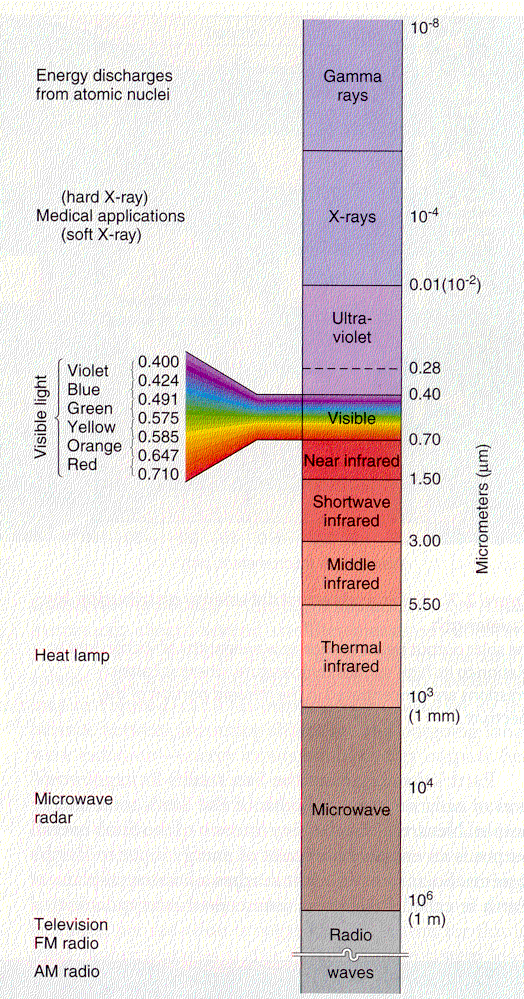 10⁻⁸
Energy discharges
from atomic nuclei
Gamma
rays
(hard X-ray)
Medical applications
(soft X-ray)
X-rays
10⁻⁴
0.01(10⁻²)
Ultra-
violet
0.28
Visible light
Violet
Blue
Green
Yellow
Orange
Red
0.400
0.424
0.491
0.575
0.585
0.647
0.710
0.40
Visible
0.70
Near infrared
1.50
Shortwave
infrared
3.00
Micrometers (μm)
Middle
infrared
5.50
Heat lamp
Thermal
infrared
10³
(1 mm)
10⁴
Microwave
radar
Microwave
10⁶
(1 m)
Television
FM radio
AM radio
Radio
waves